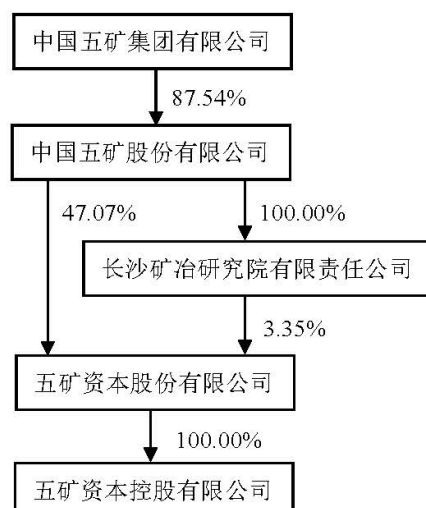 中国五矿集团有限公司
87.54%
中国五矿股份有限公司
47.07%
100.00%
长沙矿冶研究院有限责任公司
3.35%
五矿资本股份有限公司
100.00%
五矿资本控股有限公司